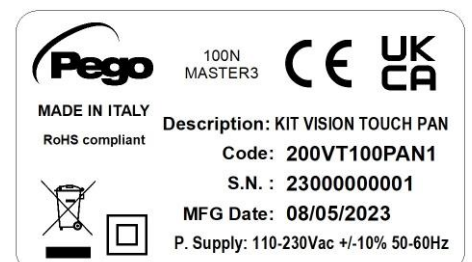 Pego
100N
MASTER3
CE
UK
CA
MADE IN ITALY
RoHS compliant
Description: KIT VISION TOUCH PAN
Code: 200VT100PAN1
S.N. : 23000000001
MFG Date: 08/05/2023
P. Supply: 110-230Vac +/-10% 50-60Hz